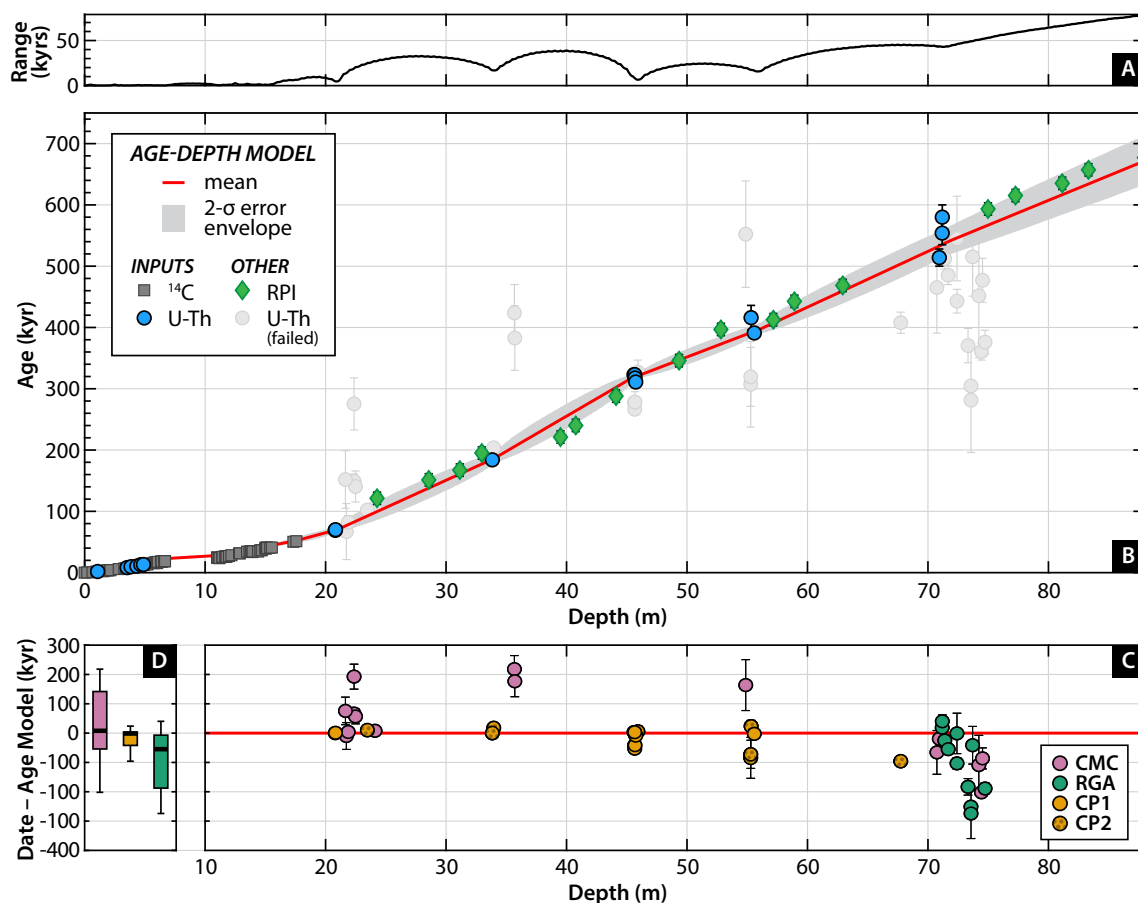 Range
(kyrs)
50
0
A
Age (kyr)
700
600
500
400
300
200
100
0
AGE-DEPTH MODEL
mean
2-σ error
envelope
INPUTS OTHER
¹⁴C RPI
U-Th U-Th
(failed)
B
0 10 20 30 40 50 60 70 80
Depth (m)
Date – Age Model (kyr)
300
200
100
0
-100
-100
-100
-400
D
C
CMC
RGA
CP1
CP2
10 20 30 40 50 60 70 80
Depth (m)